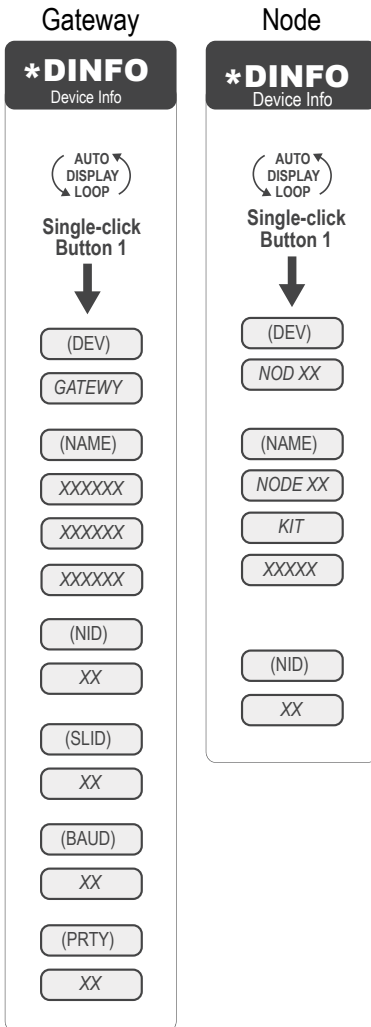 Gateway
*DINFO
Device Info
AUTO
DISPLAY
LOOP
Single-click
Button 1
(DEV)
GATEWY
(NAME)
XXXXXX
XXXXXX
XXXXXX
(NID)
XX
(SLID)
XX
(BAUD)
XX
(PRTY)
XX
Node
*DINFO
Device Info
AUTO
DISPLAY
LOOP
Single-click
Button 1
(DEV)
NOD XX
(NAME)
NODE XX
KIT
XXXXX
(NID)
XX